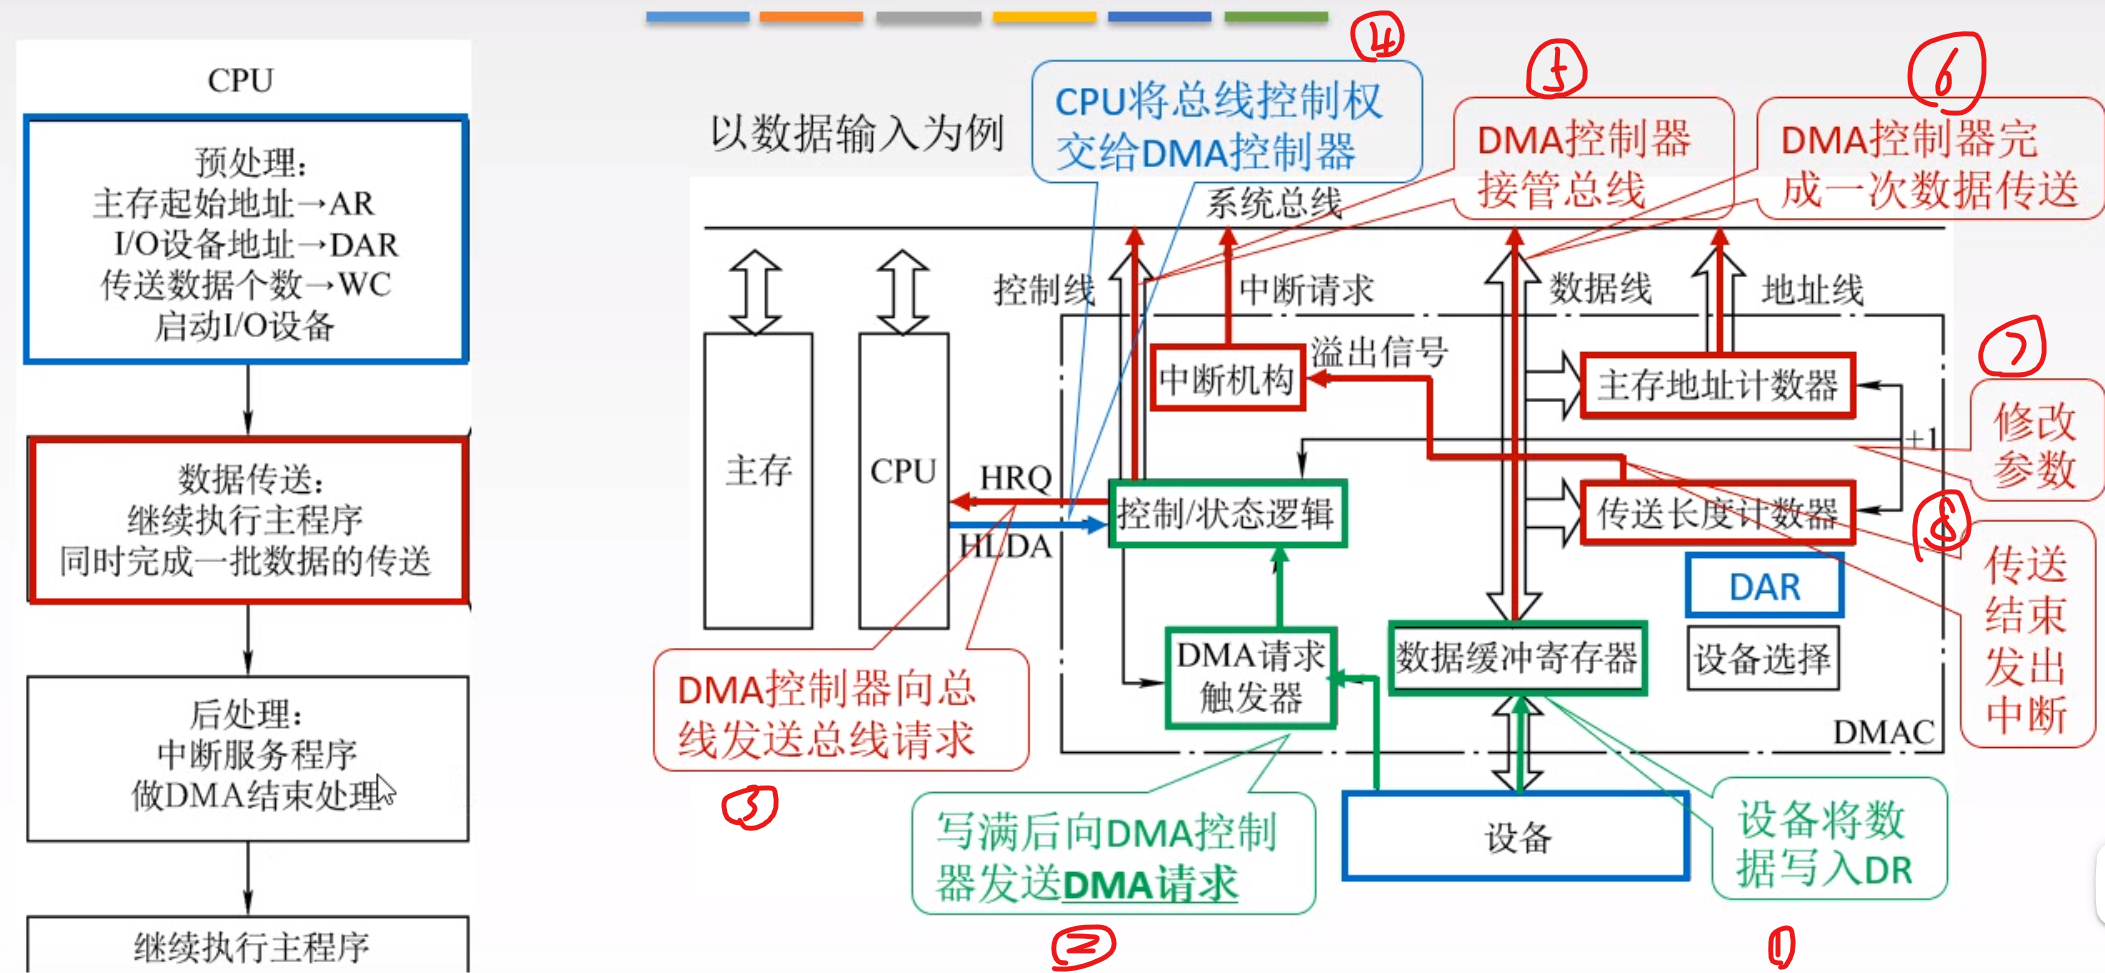 CPU
预处理：
主存起始地址→AR
I/O设备地址→DAR
传送数据个数→WC
启动I/O设备
数据传送：
继续执行主程序
同时完成一批数据的传送
后处理：
中断服务程序
做DMA结束处理
继续执行主程序
④
⑤
⑥
以数据输入为例
CPU将总线控制权
交给DMA控制器
DMA控制器
接管总线
DMA控制器完
成一次数据传送
系统总线
控制线
中断请求
数据线
地址线
中断机构
溢出信号
主存地址计数器
⑦
修改
参数
+1
主存
CPU
HRQ
HLDA
控制/状态逻辑
传送长度计数器
⑧
传送
结束
发出
中断
DAR
DMA请求
触发器
数据缓冲寄存器
设备选择
DMAC
DMA控制器向总
线发送总线请求
③
写满后向DMA控制
器发送DMA请求
②
设备
设备将数
据写入DR
①